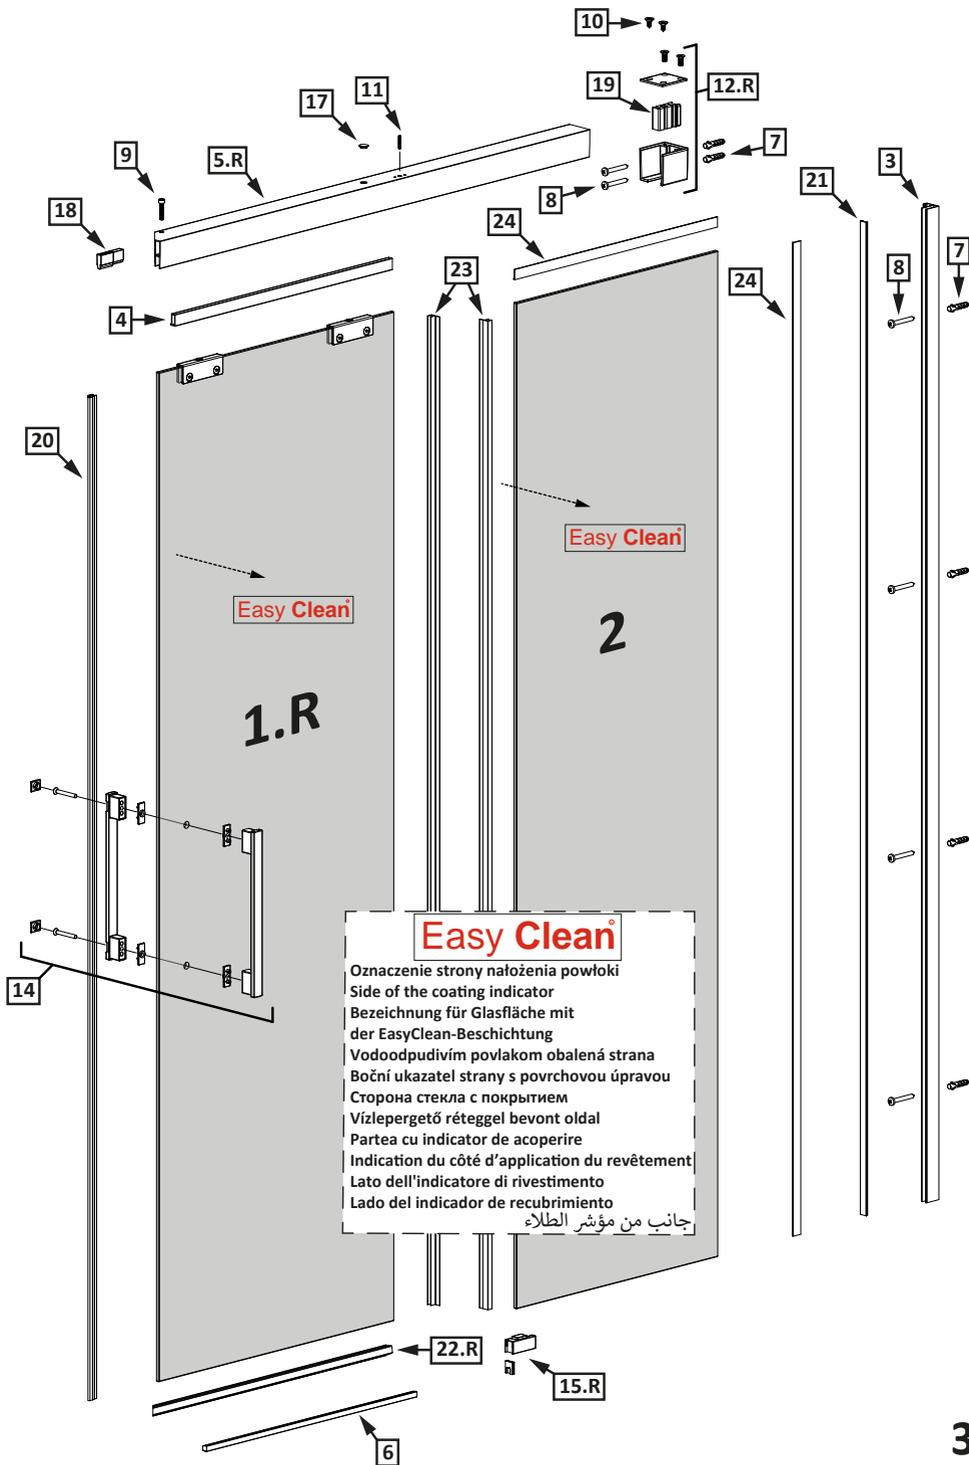 10
12.R
19
7
8
17
11
9
5.R
18
3
21
24
23
24
8
7
4
20
Easy Clean
Easy Clean
2
1.R
14
Easy Clean
Oznaczenie strony nałożenia powłoki
Side of the coating indicator
Bezeichnung für Glasfläche mit
der EasyClean-Beschichtung
Vodoodpudivím povlakom obalená strana
Boční ukazatel strany s povrchovou úpravou
Сторона стекла с покрытием
Vízlepergető réteggel bevont oldal
Partea cu indicator de acoperire
Indication du côté d'application du revêtement
Lato dell'indicatore di rivestimento
Lado del indicador de recubrimiento
جانب من مؤشر الطلاء
22.R
15.R
6
3